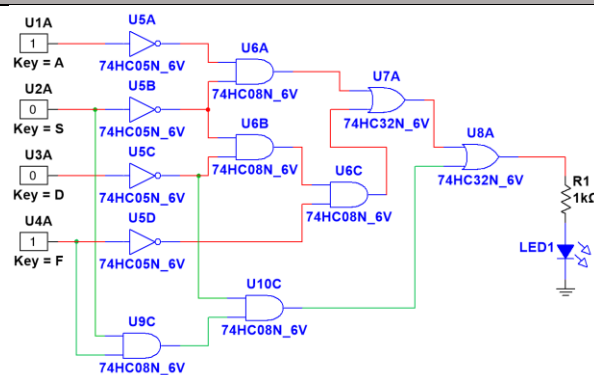 U1A
1
Key = A
U2A
0
Key = S
U3A
0
Key = D
U4A
1
Key = F
U5A
74HC05N_6V
U5B
74HC05N_6V
U5C
74HC05N_6V
U5D
74HC05N_6V
U6A
74HC08N_6V
U6B
74HC08N_6V
U6C
74HC08N_6V
U7A
74HC32N_6V
U8A
74HC32N_6V
U9C
74HC08N_6V
U10C
74HC08N_6V
R1
1kΩ
LED1